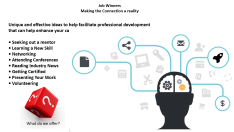 Job Winners
Making the Connection a reality
Unique and effective ideas to help facilitate professional development
that can help enhance your ca
• Seeking out a mentor
• Learning a New Skill
• Networking
• Attending Conferences
• Reading Industry News
• Getting Certified
• Presenting Your Work
• Volunteering
What do we offer?
$